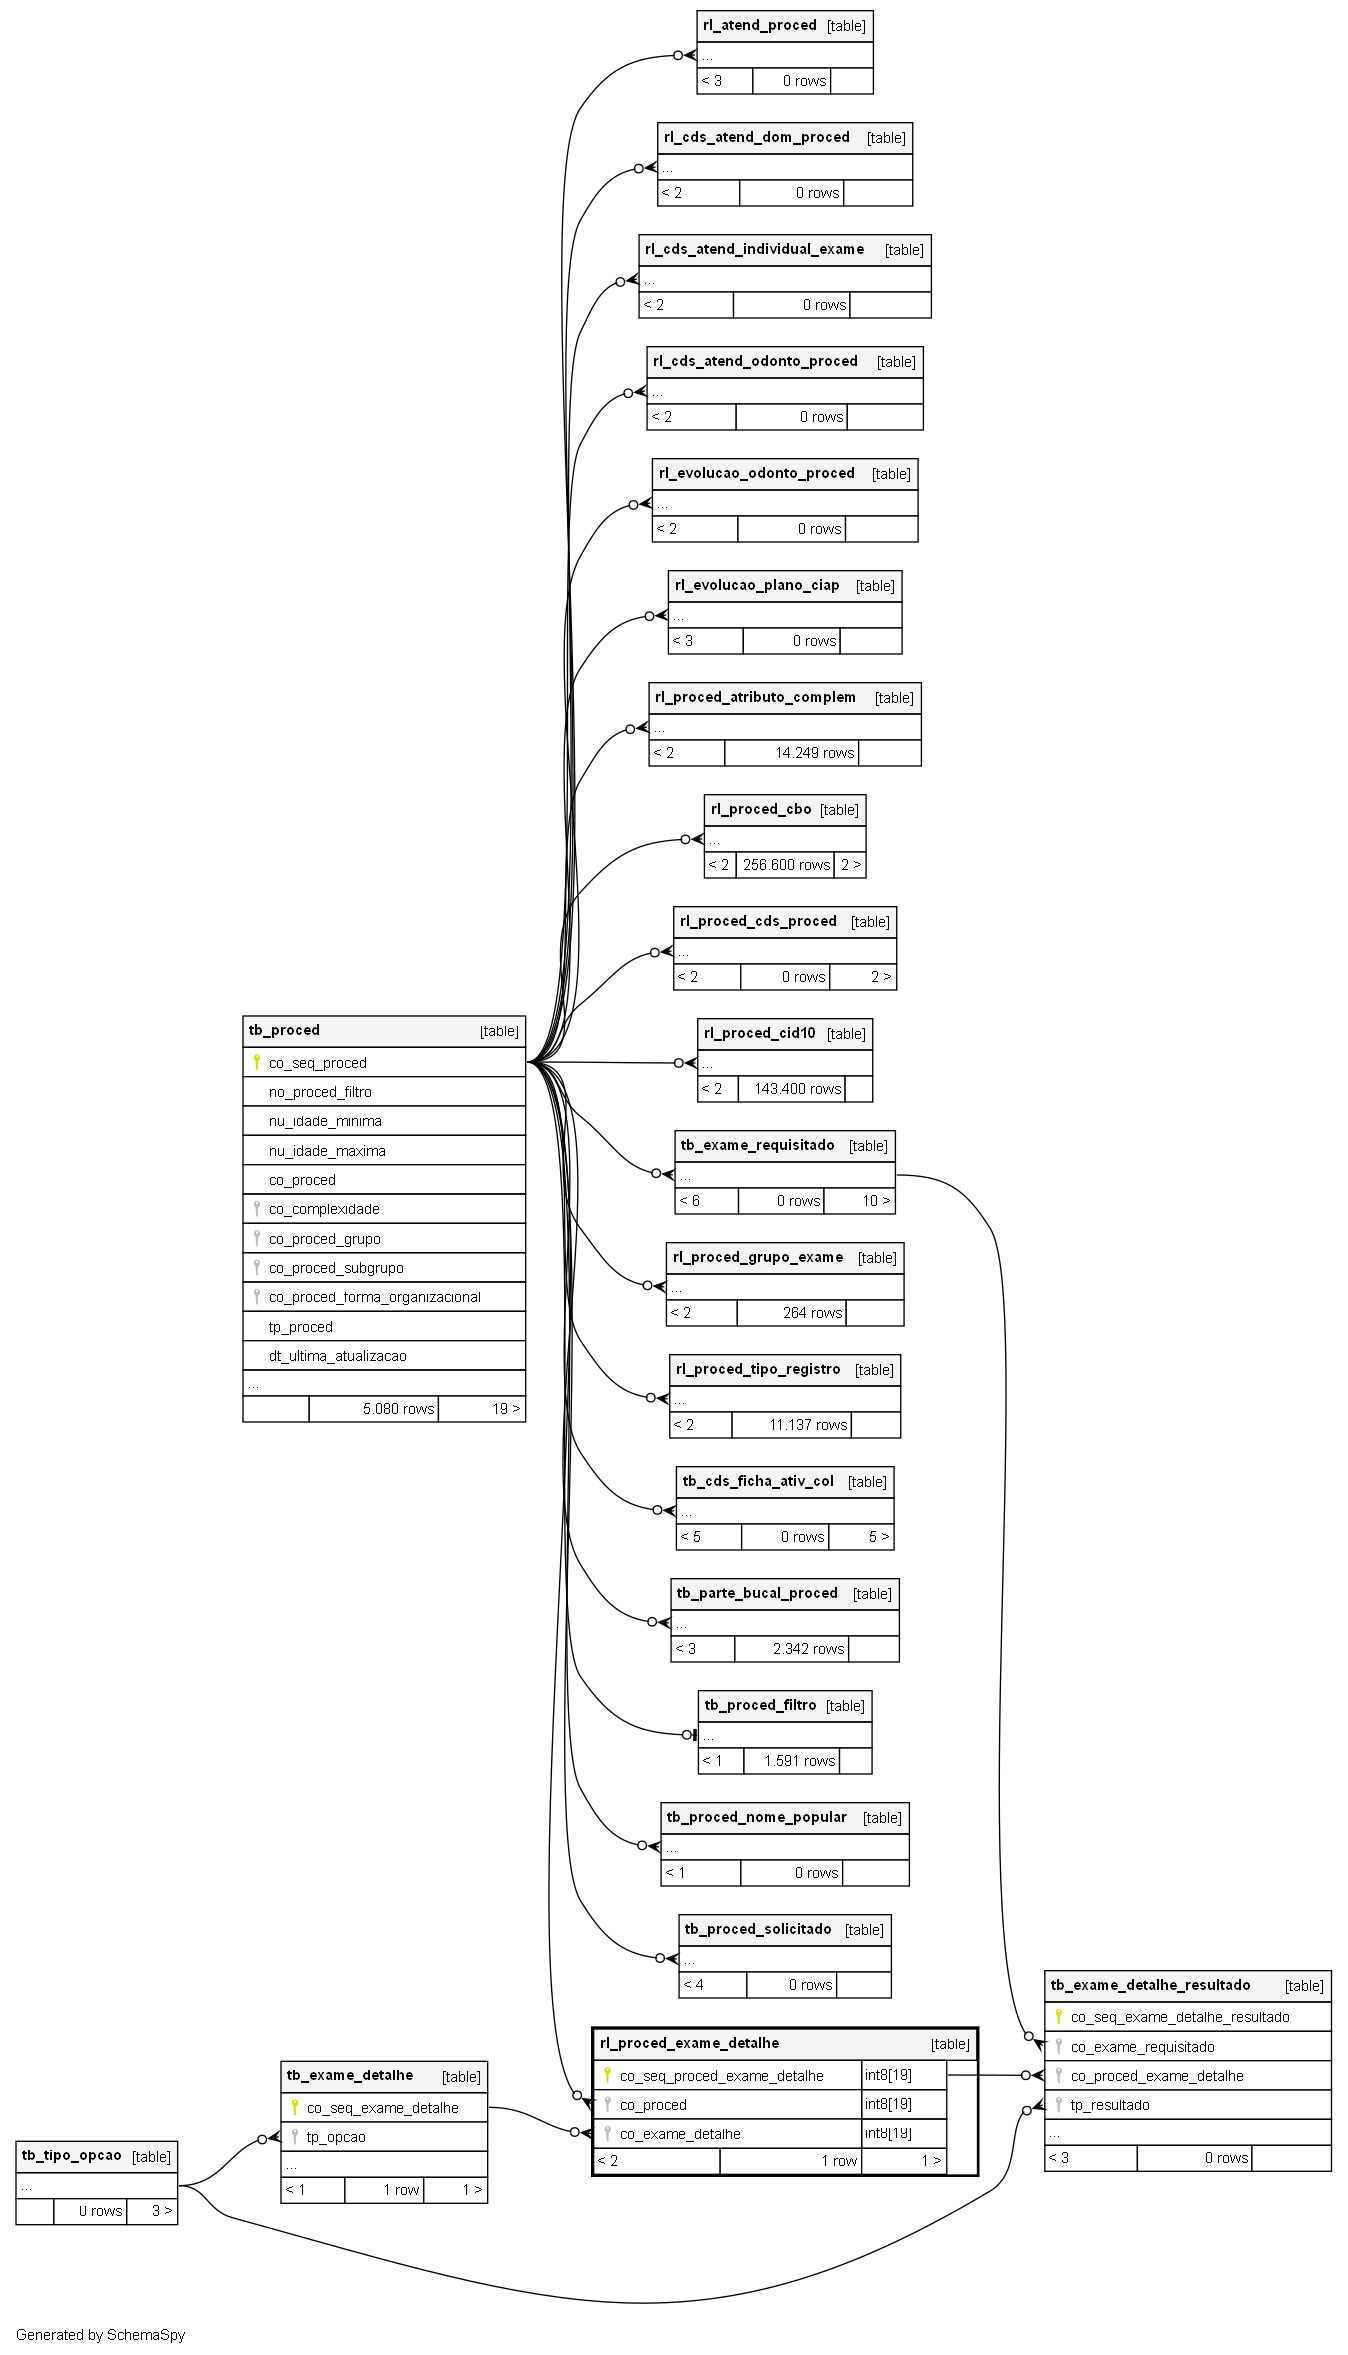 rl_atend_proced [table]
...
< 3 0 rows
rl_cds_atend_dom_proced [table]
...
< 2 0 rows
rl_cds_atend_individual_exame [table]
...
< 2 0 rows
rl_cds_atend_odonto_proced [table]
...
< 2 0 rows
rl_evolucao_odonto_proced [table]
...
< 2 0 rows
rl_evolucao_plano_ciap [table]
...
< 3 0 rows
rl_proced_atributo_complem [table]
...
< 2 14.249 rows
rl_proced_cbo [table]
...
< 2 256.600 rows 2 >
rl_proced_cds_proced [table]
...
< 2 0 rows 2 >
tb_proced [table]
co_seq_proced
no_proced_filtro
nu_idade_minima
nu_idade_maxima
co_proced
co_complexidade
co_proced_grupo
co_proced_subgrupo
co_proced_forma_organizacional
tp_proced
dt_ultima_atualizacao
...
5.080 rows 19 >
rl_proced_cid10 [table]
...
< 2 143.400 rows
tb_exame_requisitado [table]
...
< 6 0 rows 10 >
rl_proced_grupo_exame [table]
...
< 2 264 rows
rl_proced_tipo_registro [table]
...
< 2 11.137 rows
tb_cds_ficha_ativ_col [table]
...
< 5 0 rows 5 >
tb_parte_bucal_proced [table]
...
< 3 2.342 rows
tb_proced_filtro [table]
...
< 1 1.591 rows
tb_proced_nome_popular [table]
...
< 1 0 rows
tb_proced_solicitado [table]
...
< 4 0 rows
tb_exame_detalhe_resultado [table]
co_seq_exame_detalhe_resultado
co_exame_requisitado
co_proced_exame_detalhe
tp_resultado
...
< 3 0 rows
rl_proced_exame_detalhe [table]
co_seq_proced_exame_detalhe int8[19]
co_proced int8[19]
co_exame_detalhe int8[19]
< 2 1 row 1 >
tb_exame_detalhe [table]
co_seq_exame_detalhe
tp_opcao
...
< 1 1 row 1 >
tb_tipo_opcao [table]
...
0 rows 3 >
Generated by SchemaSpy